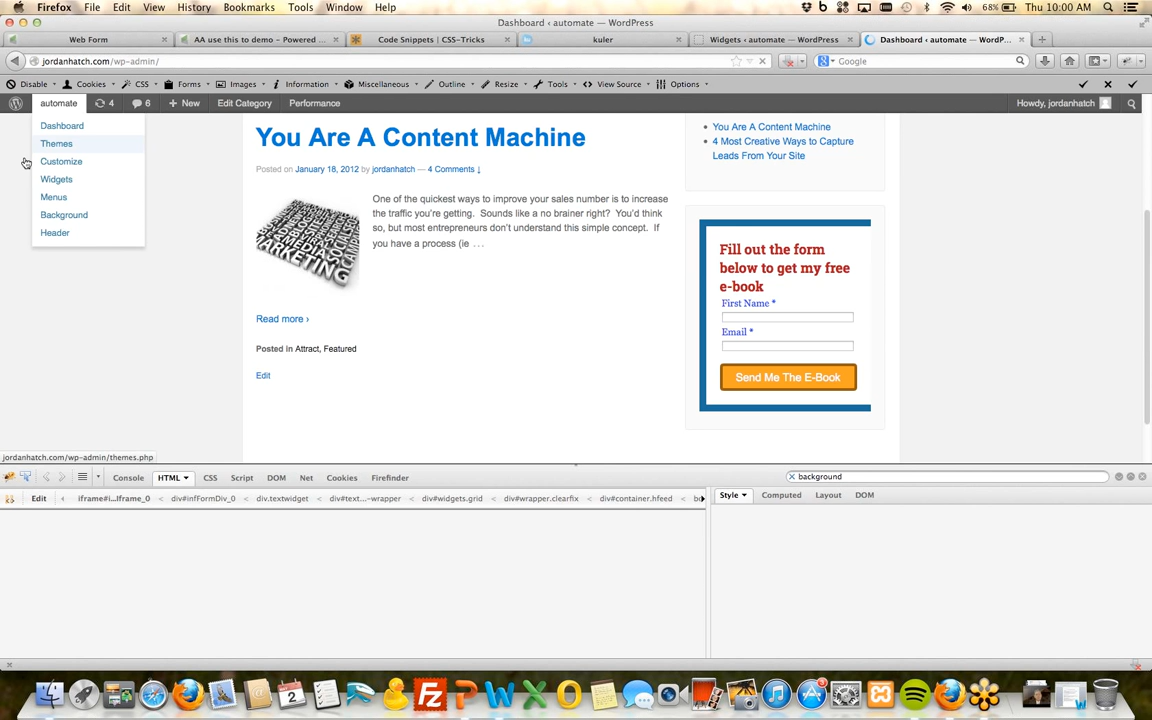 Firefox File Edit View History Bookmarks Tools Window Help 68% Thu 10:00 AM
Dashboard ‹ automate — WordPress
Web Form × AA use this to demo - Powered ... × Code Snippets | CSS-Tricks × kuler × Widgets ‹ automate — WordPress × Dashboard ‹ automate — WordP... × +
jordanhatch.com/wp-admin/ Google
Disable Cookies CSS Forms Images Information Miscellaneous Outline Resize Tools View Source Options
automate 4 6 + New Edit Category Performance Howdy, jordanhatch
Dashboard
Themes
Customize
Widgets
Menus
Background
Header
You Are A Content Machine
Posted on January 18, 2012 by jordanhatch — 4 Comments ↓
One of the quickest ways to improve your sales number is to increase
the traffic you're getting. Sounds like a no brainer right? You'd think
so, but most entrepreneurs don't understand this simple concept. If
you have a process (ie ...
MARKETING
Read more ›
Posted in Attract, Featured
Edit
You Are A Content Machine
4 Most Creative Ways to Capture
Leads From Your Site
Fill out the form
below to get my free
e-book
First Name *
Email *
Send Me The E-Book
jordanhatch.com/wp-admin/themes.php
Console HTML CSS Script DOM Net Cookies Firefinder background
Edit iframe#i...Iframe_0 < div#infFormDiv_0 < div.textwidget < div#text...-wrapper < div#widgets.grid < div#wrapper.clearfix < div#container.hfeed < bo
Style Computed Layout DOM